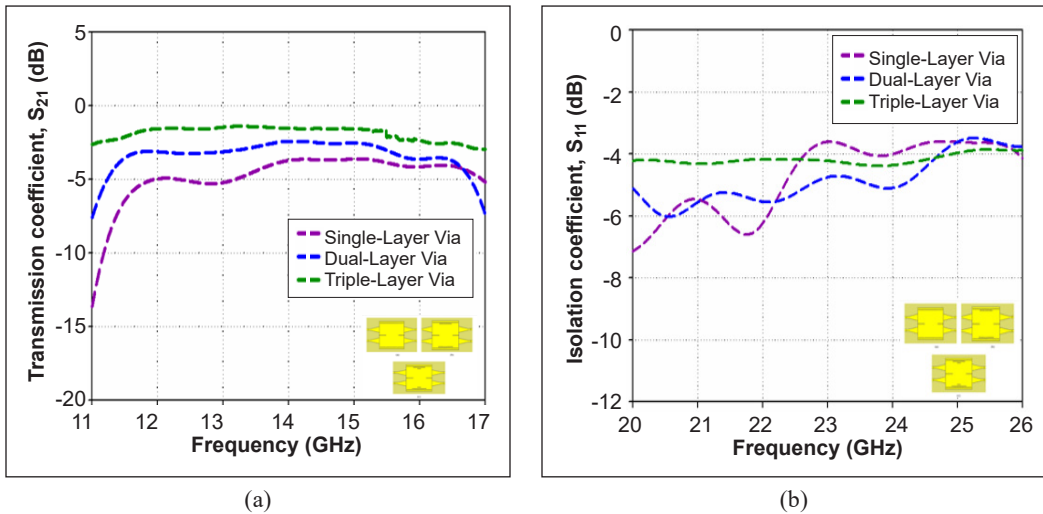 5
0
-5
-10
-15
-20
11 12 13 14 15 16 17
Transmission coefficient, S21 (dB)
Frequency (GHz)
Single-Layer Via
Dual-Layer Via
Triple-Layer Via
(a)
0
-2
-4
-6
-8
-10
-12
20 21 22 23 24 25 26
Isolation coefficient, S11 (dB)
Frequency (GHz)
Single-Layer Via
Dual-Layer Via
Triple-Layer Via
(b)